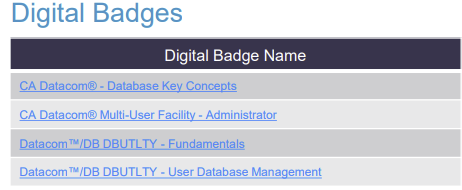 Digital Badges
Digital Badge Name
CA Datacom® - Database Key Concepts
CA Datacom® Multi-User Facility - Administrator
Datacom™/DB DBUTLTY - Fundamentals
Datacom™/DB DBUTLTY - User Database Management